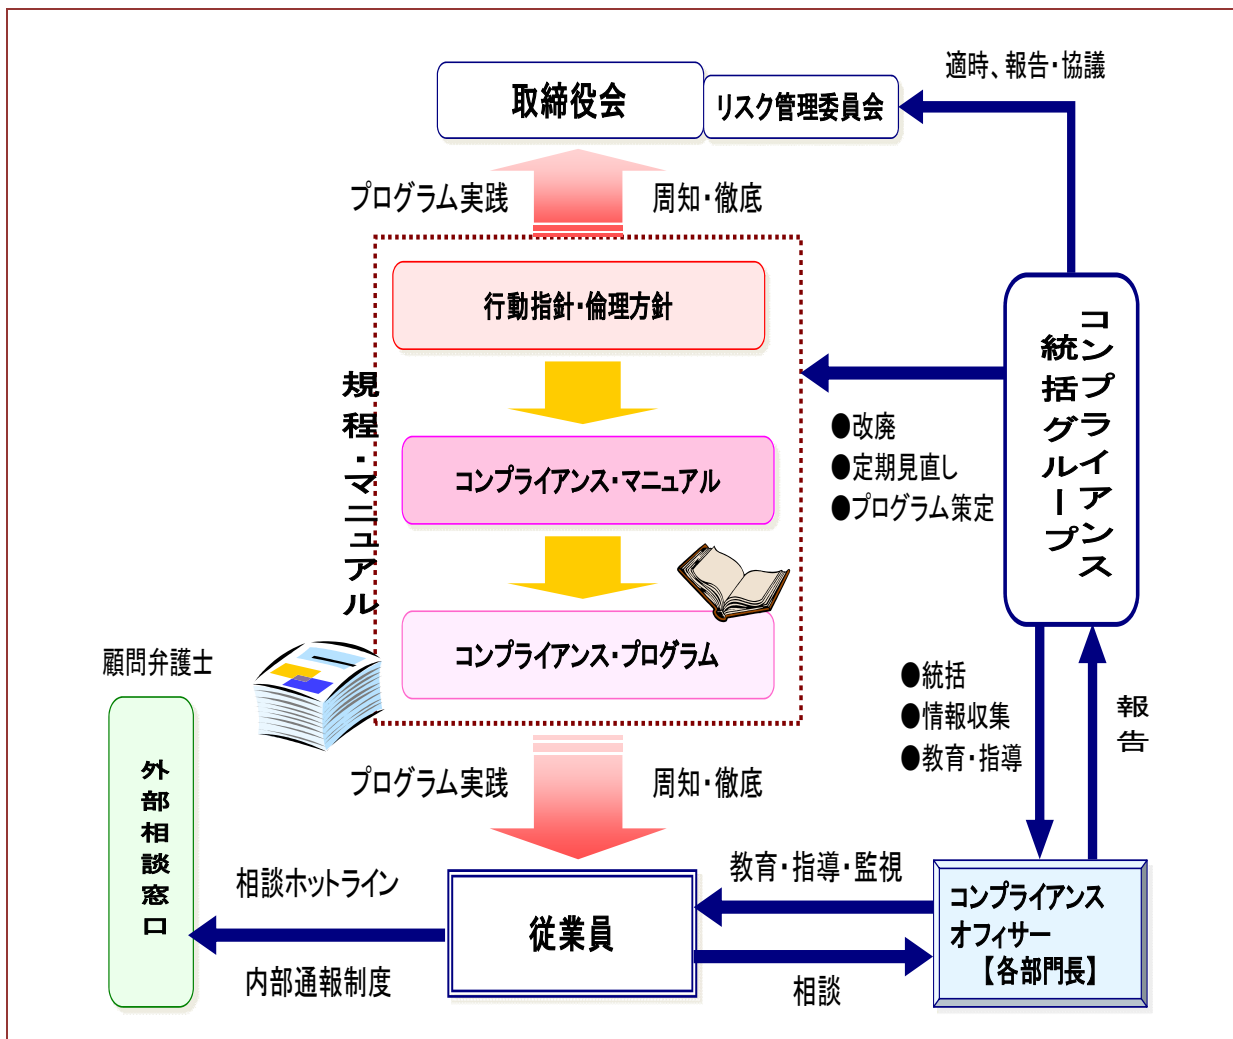 適時、報告・協議
取締役会
リスク管理委員会
プログラム実践
周知・徹底
行動指針・倫理方針
規程・マニュアル
コンプライアンス
統括グループ
●改廃
●定期見直し
●プログラム策定
コンプライアンス・マニュアル
コンプライアンス・プログラム
顧問弁護士
●統括
●情報収集
●教育・指導
報告
プログラム実践
周知・徹底
外部相談窓口
相談ホットライン
内部通報制度
従業員
教育・指導・監視
相談
コンプライアンス
オフィサー
【各部門長】